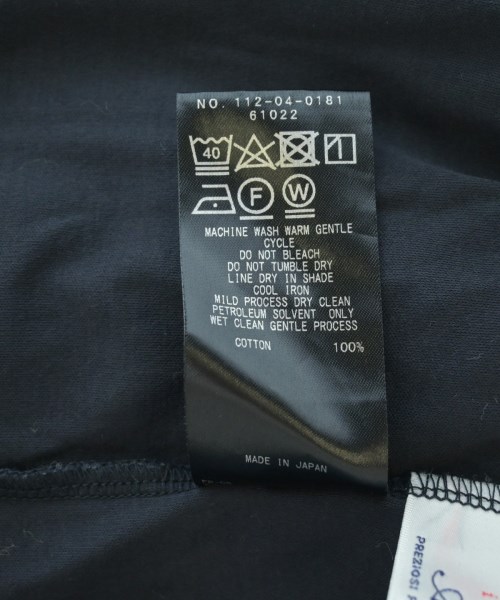 NO. 112-04-0181
61022
40
F
W
MACHINE WASH WARM GENTLE
CYCLE
DO NOT BLEACH
DO NOT TUMBLE DRY
LINE DRY IN SHADE
COOL IRON
MILD PROCESS DRY CLEAN
PETROLEUM SOLVENT ONLY
WET CLEAN GENTLE PROCESS
COTTON 100%
MADE IN JAPAN
PREZIOSI